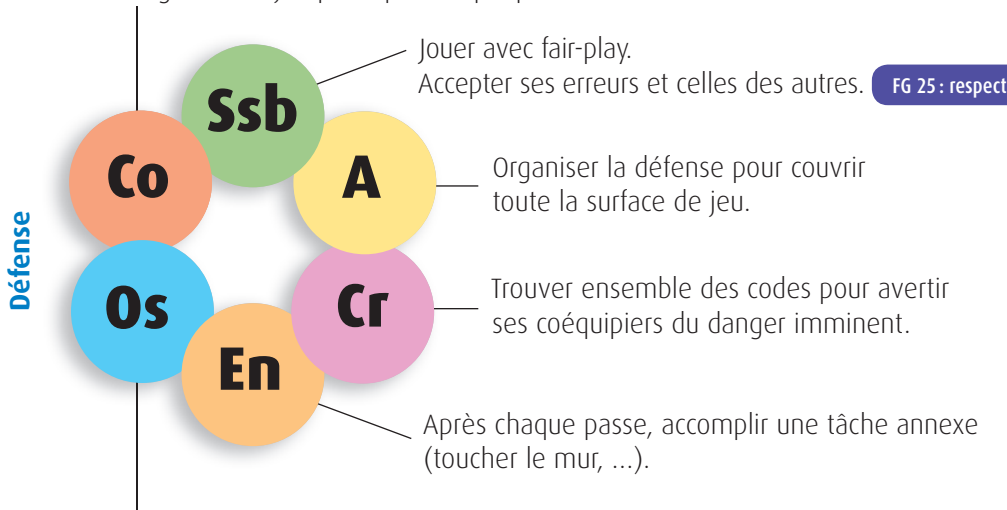 Jouer avec fair-play.
Accepter ses erreurs et celles des autres.
FG 25 : respect
Ssb
Co
A
Organiser la défense pour couvrir
toute la surface de jeu.
Défense
Os
Cr
Trouver ensemble des codes pour avertir
ses coéquipiers du danger imminent.
En
Après chaque passe, accomplir une tâche annexe
(toucher le mur, ...).